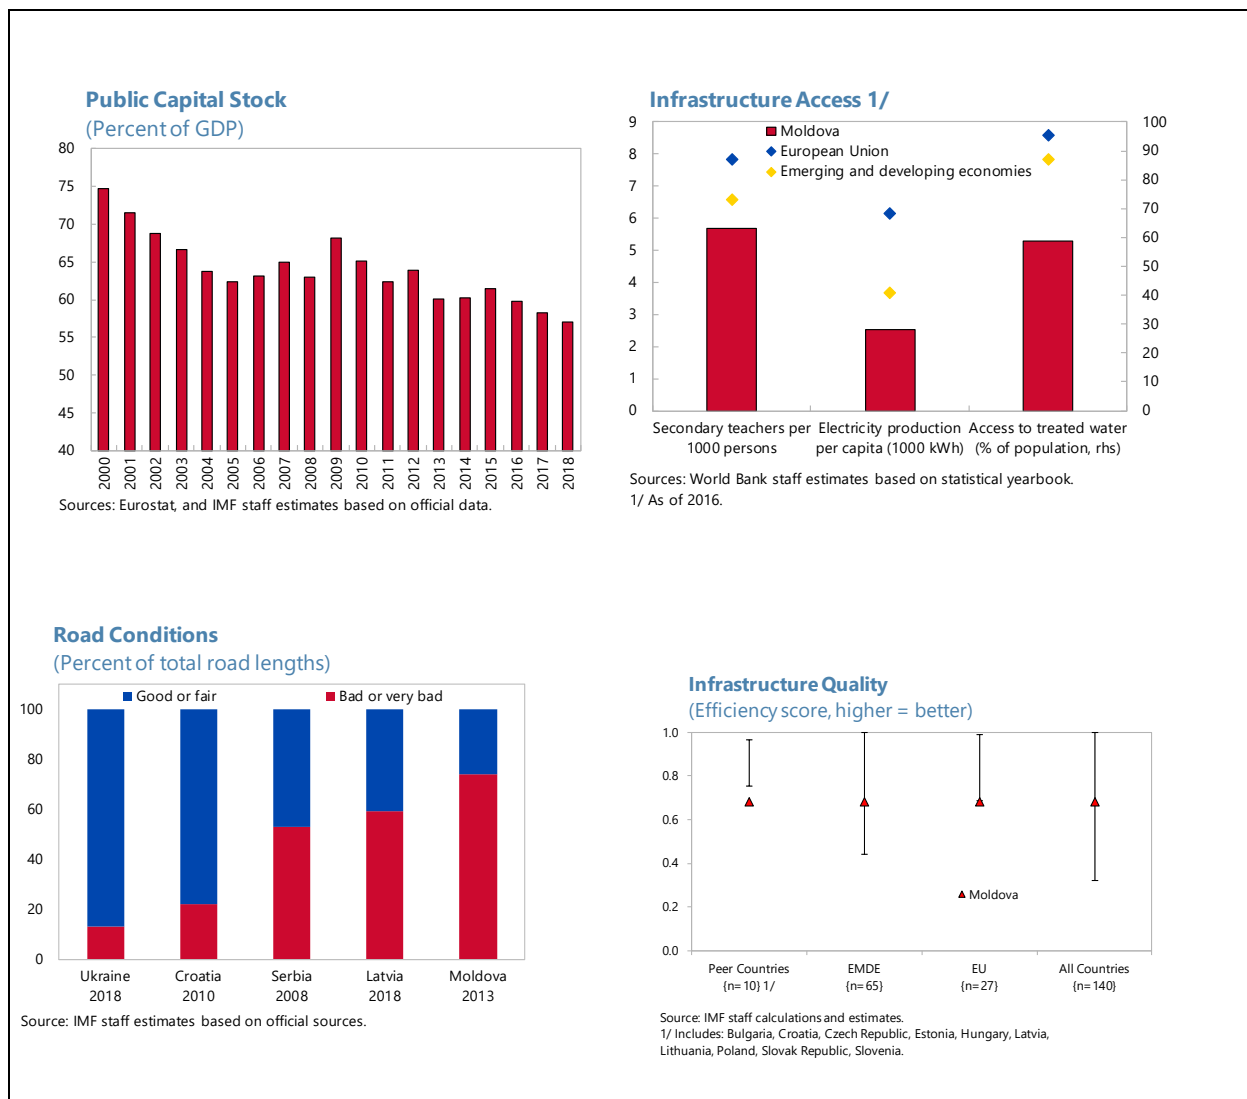 Public Capital Stock
(Percent of GDP)
80
75
70
65
60
55
50
45
40
2000
2001
2002
2003
2004
2005
2006
2007
2008
2009
2010
2011
2012
2013
2014
2015
2016
2017
2018
Sources: Eurostat, and IMF staff estimates based on official data.
Infrastructure Access 1/
9
8
7
6
5
4
3
2
1
0
100
90
80
70
60
50
40
30
20
10
0
Moldova
European Union
Emerging and developing economies
Secondary teachers per
1000 persons
Electricity production
per capita (1000 kWh)
Access to treated water
(% of population, rhs)
Sources: World Bank staff estimates based on statistical yearbook.
1/ As of 2016.
Road Conditions
(Percent of total road lengths)
Good or fair
Bad or very bad
100
80
60
40
20
0
Ukraine
2018
Croatia
2010
Serbia
2008
Latvia
2018
Moldova
2013
Source: IMF staff estimates based on official sources.
Infrastructure Quality
(Efficiency score, higher = better)
1.0
0.8
0.6
0.4
0.2
0.0
Moldova
Peer Countries
{n=10} 1/
EMDE
{n=65}
EU
{n=27}
All Countries
{n=140}
Source: IMF staff calculations and estimates.
1/ Includes: Bulgaria, Croatia, Czech Republic, Estonia, Hungary, Latvia,
Lithuania, Poland, Slovak Republic, Slovenia.